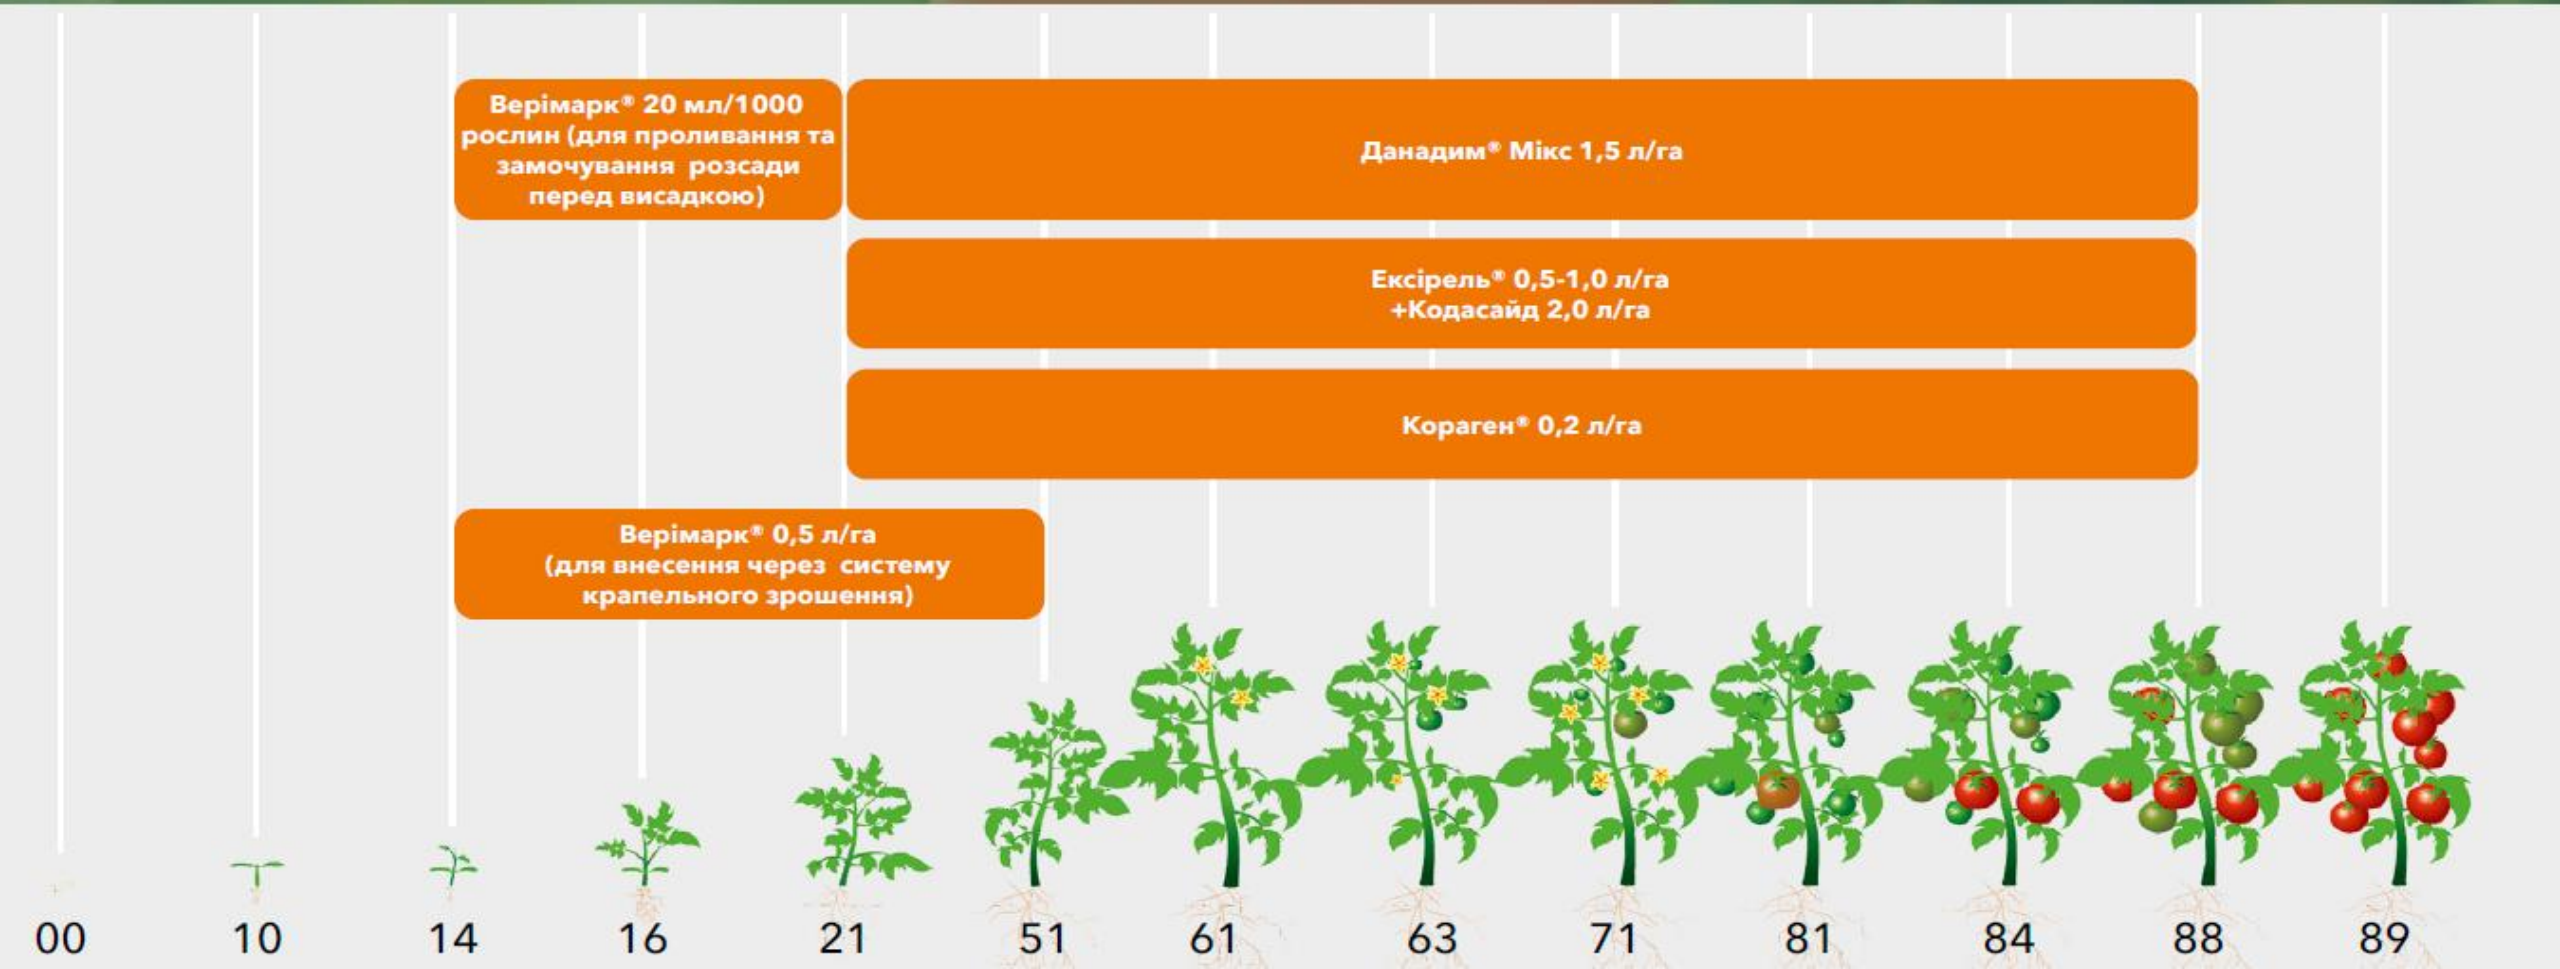 Верімарк® 20 мл/1000
рослин (для проливання та
замочування розсади
перед висадкою)
Данадим® Мікс 1,5 л/га
Ексірель® 0,5-1,0 л/га
+Кодасайд 2,0 л/га
Кораген® 0,2 л/га
Верімарк® 0,5 л/га
(для внесення через систему
крапельного зрошення)
00 10 14 16 21 51 61 63 71 81 84 88 89